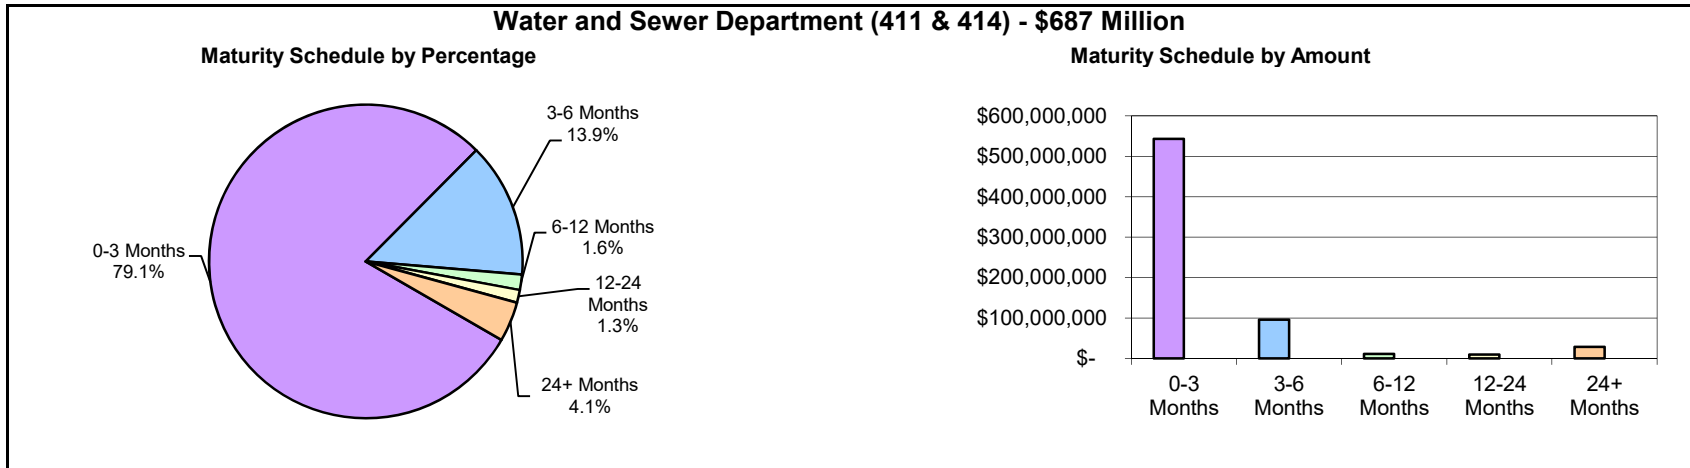 Water and Sewer Department (411 & 414) - $687 Million
Maturity Schedule by Percentage
3-6 Months
13.9%
6-12 Months
1.6%
0-3 Months
79.1%
12-24
Months
1.3%
24+ Months
4.1%
Maturity Schedule by Amount
$600,000,000
$500,000,000
$400,000,000
$300,000,000
$200,000,000
$100,000,000
$-
0-3
Months
3-6
Months
6-12
Months
12-24
Months
24+
Months